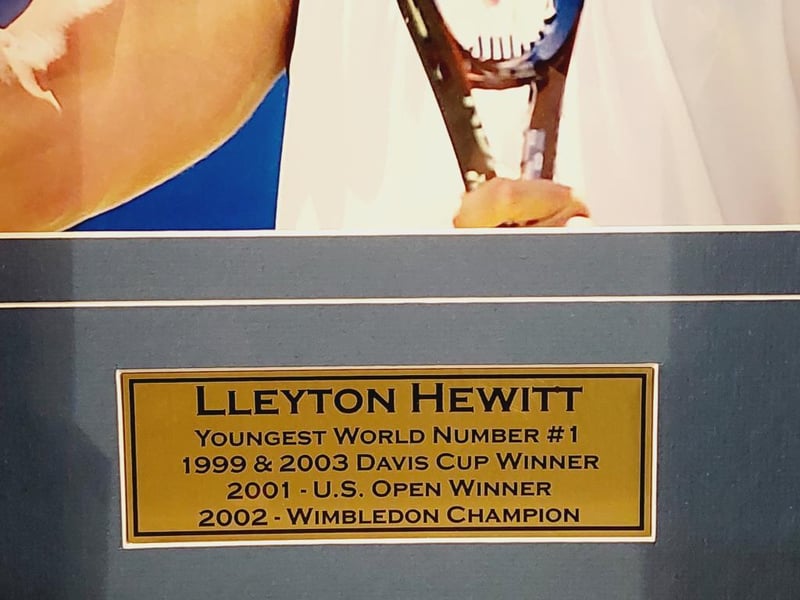 Lleyton Hewitt
Youngest World Number #1
1999 & 2003 Davis Cup Winner
2001 - U.S. Open Winner
2002 - Wimbledon Champion